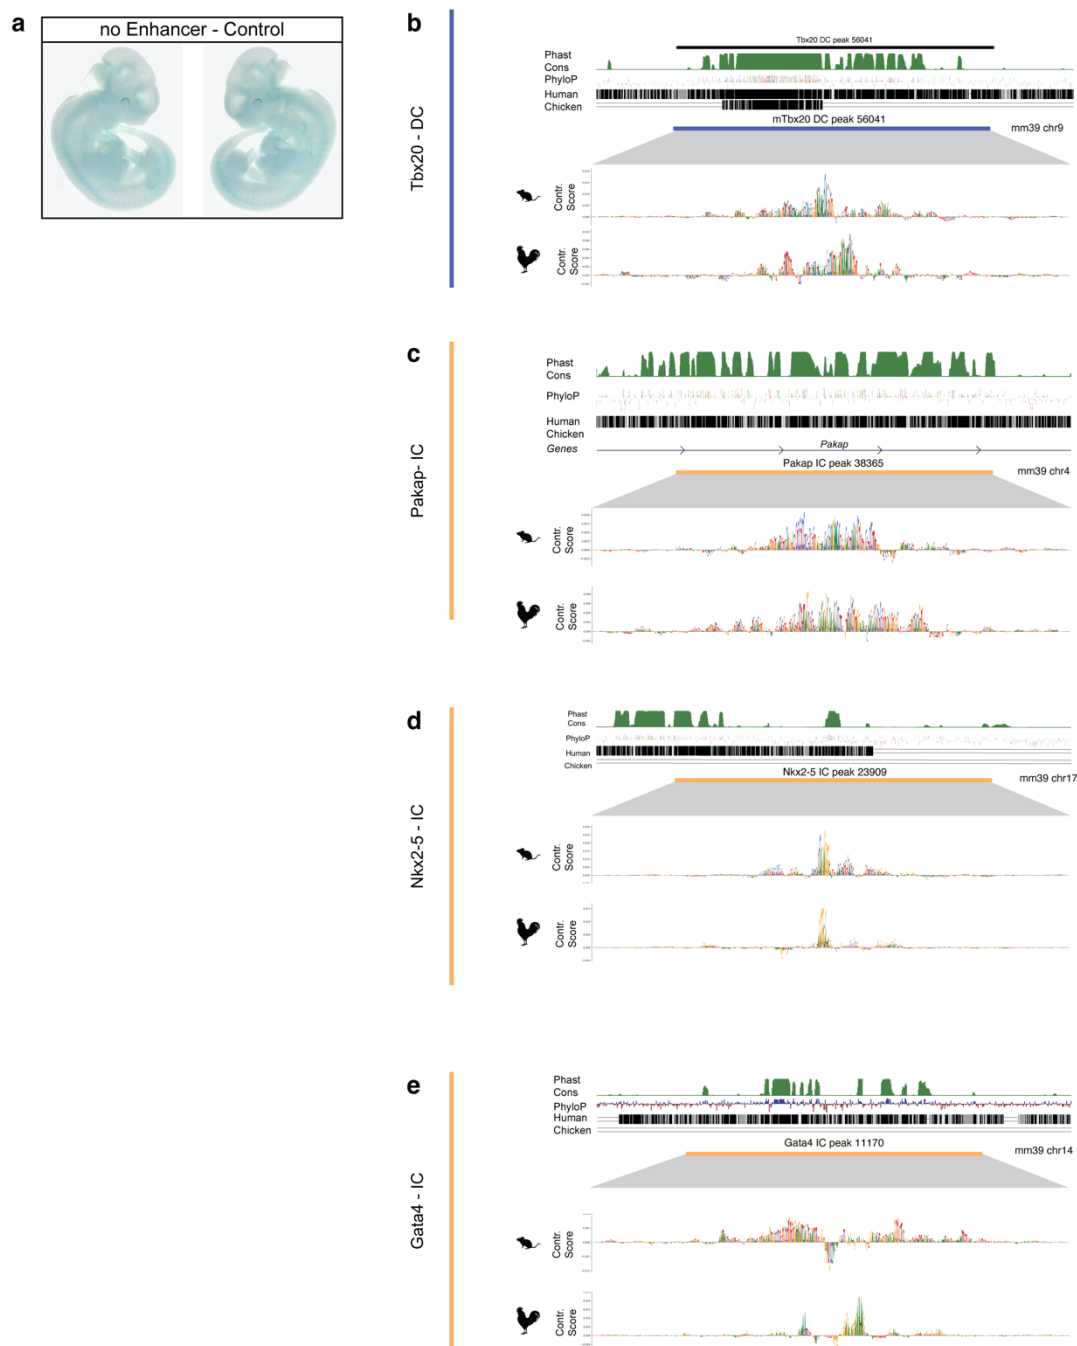 a
no Enhancer - Control
b
Tbx20 - DC
Tbx20 DC peak 56041
Phast
Cons
PhyloP
Human
Chicken
mTbx20 DC peak 56041
mm39 chr9
Contr.
Score
Contr.
Score
c
Pakap- IC
Phast
Cons
PhyloP
Human
Chicken
Genes
Pakap
Pakap IC peak 38365
mm39 chr4
Contr.
Score
Contr.
Score
d
Nkx2-5 - IC
Phast
Cons
PhyloP
Human
Chicken
Nkx2-5 IC peak 23909
mm39 chr17
Contr.
Score
Contr.
Score
e
Gata4 - IC
Phast
Cons
PhyloP
Human
Chicken
Gata4 IC peak 11170
mm39 chr14
Contr.
Score
Contr.
Score